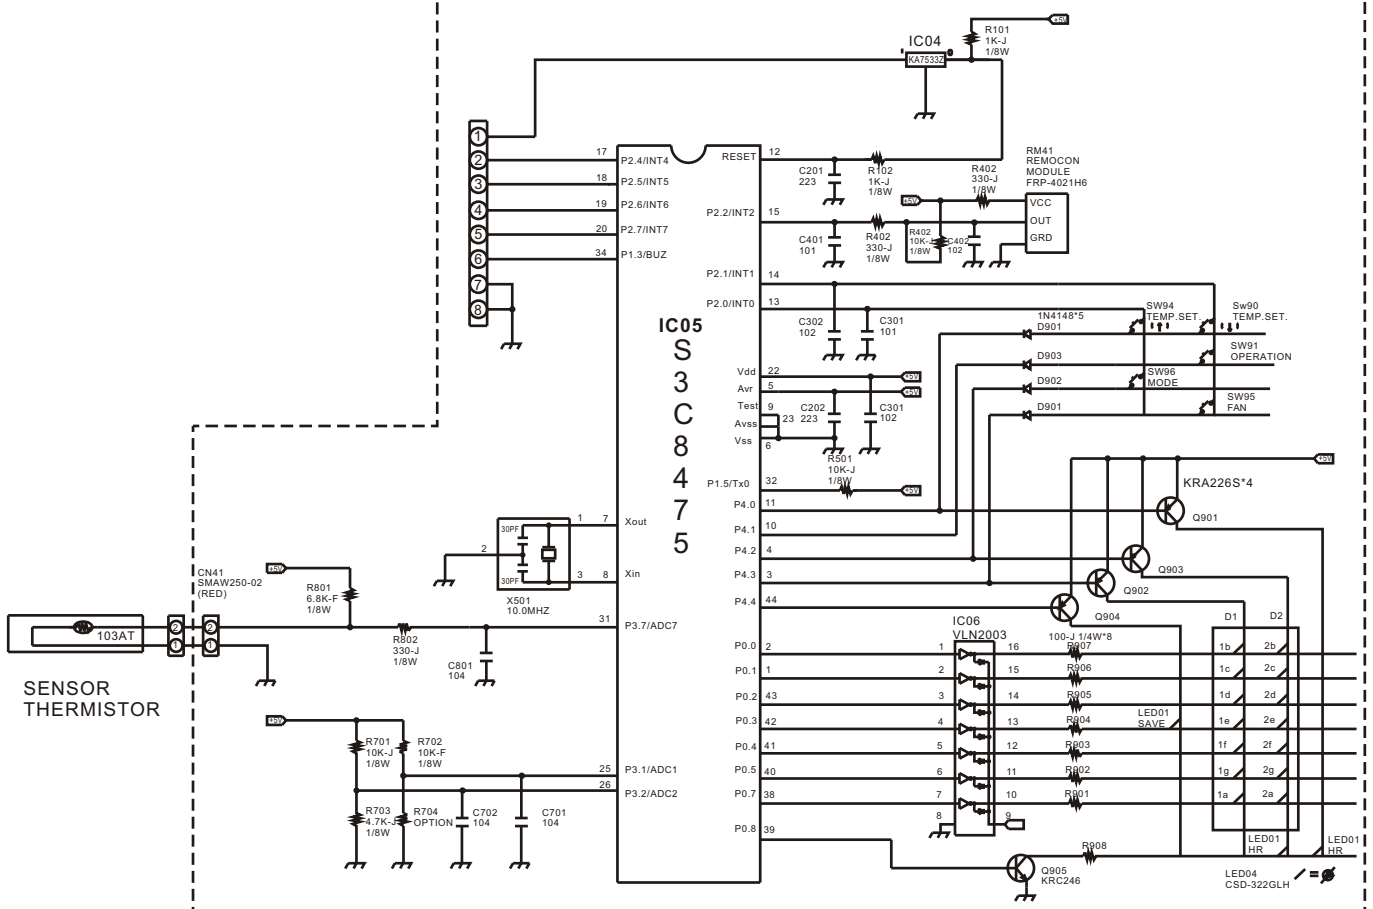 +5V
R101
1K-J
1/8W
IC04
KA7533Z
1
2
3
4
5
6
7
8
17
18
19
20
34
P2.4/INT4
P2.5/INT5
P2.6/INT6
P2.7/INT7
P1.3/BUZ
RESET
12
C201
223
R102
1K-J
1/8W
R402
330-J
1/8W
RM41
REMOCON
MODULE
FRP-4021H6
VCC
OUT
GRD
+5V
P2.2/INT2
15
C401
101
R402
330-J
1/8W
R402
10K-J
1/8W
C402
102
P2.1/INT1
14
P2.0/INT0
13
C302
102
C301
101
IC05
S
3
C
8
4
7
5
1N4148*5
D901
D903
D902
D901
SW94
TEMP.SET.
Sw90
TEMP.SET.
SW91
OPERATION
SW96
MODE
SW95
FAN
Vdd
22
+5V
Avr
5
+5V
Test
9
Avss
23
Vss
6
C202
223
C301
102
R501
10K-J
1/8W
P1.5/Tx0
32
+5V
P4.0
11
P4.1
10
P4.2
4
P4.3
3
P4.4
44
+5V
KRA226S*4
Q901
Q903
Q902
Q904
30PF
30PF
1
2
3
7
8
Xout
Xin
X501
10.0MHZ
CN41
SMAW250-02
(RED)
+5V
R801
6.8K-F
1/8W
103AT
2
1
2
1
R802
330-J
1/8W
C801
104
31
P3.7/ADC7
SENSOR
THERMISTOR
+5V
R701
10K-J
1/8W
R702
10K-F
1/8W
25
P3.1/ADC1
26
P3.2/ADC2
R703
4.7K-J
1/8W
R704
OPTION
C702
104
C701
104
P0.0
2
P0.1
1
P0.2
43
P0.3
42
P0.4
41
P0.5
40
P0.7
38
P0.8
39
IC06
VLN2003
1
2
3
4
5
6
7
8
16
15
14
13
12
11
10
9
100-J 1/4W*8
R907
R906
R905
R904
R903
R902
R901
LED01
SAVE
D1
D2
1b
2b
1c
2c
1d
2d
1e
2e
1f
2f
1g
2g
1a
2a
R908
Q905
KRC246
LED01
HR
LED01
HR
LED04
CSD-322GLH
=